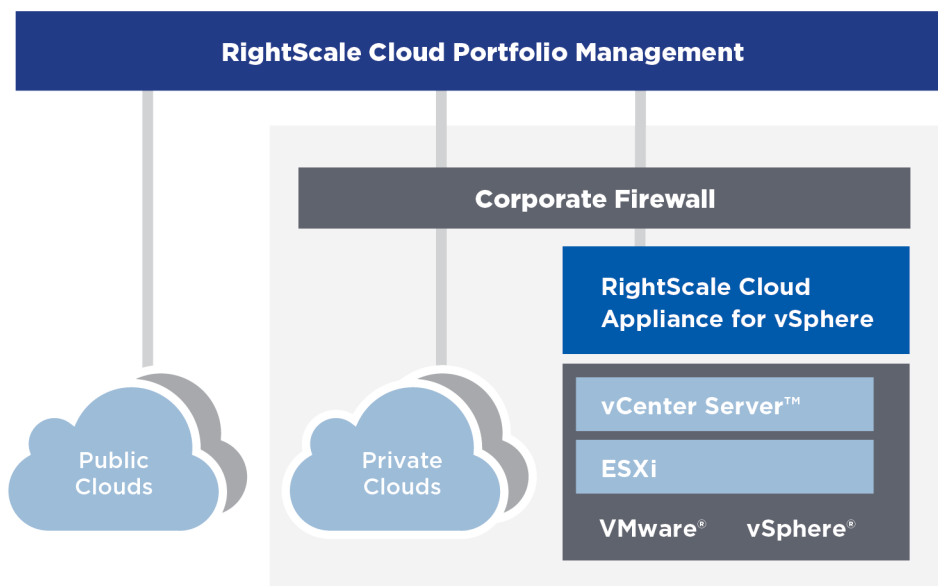 RightScale Cloud Portfolio Management
Corporate Firewall
RightScale Cloud
Appliance for vSphere
vCenter Server™
ESXi
VMware® vSphere®
Public
Clouds
Private
Clouds